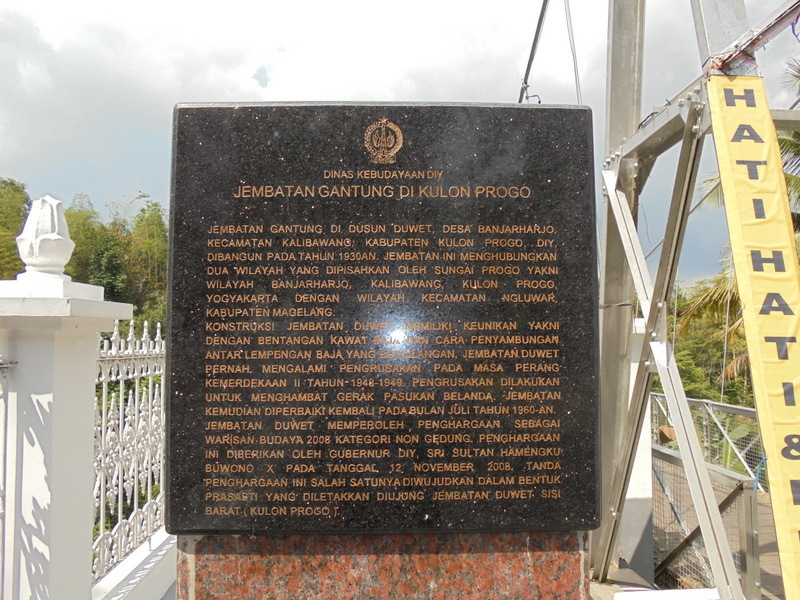 DINAS KEBUDAYAAN DIY
JEMBATAN GANTUNG DI KULON PROGO
JEMBATAN GANTUNG DI DUSUN DUWET, DESA BANJARHARJO,
KECAMATAN KALIBAWANG, KABUPATEN KULON PROGO, DIY,
DIBANGUN PADA TAHUN 1930AN. JEMBATAN INI MENGHUBUNGKAN
DUA WILAYAH YANG DIPISAHKAN OLEH SUNGAI PROGO YAKNI
WILAYAH BANJARHARJO, KALIBAWANG, KULON PROGO,
YOGYAKARTA DENGAN WILAYAH KECAMATAN NGLUWAR,
KABUPATEN MAGELANG.
KONSTRUKSI JEMBATAN DUWET MEMILIKI KEUNIKAN YAKNI
DENGAN BENTANGAN KAWAT CARA PENYAMBUNGAN
ANTAR LEMPENGAN BAJA YANG JEMBATAN DUWET
PERNAH MENGALAMI PENGRUSAKAN PADA MASA PERANG
KEMERDEKAAN II TAHUN 1948-1949. PENGRUSAKAN DILAKUKAN
UNTUK MENGHAMBAT GERAK PASUKAN BELANDA. JEMBATAN
KEMUDIAN DIPERBAIKI KEMBALI PADA BULAN JULI TAHUN 1960-AN.
JEMBATAN DUWET MEMPEROLEH PENGHARGAAN SEBAGAI
WARISAN BUDAYA 2008 KATEGORI NON GEDUNG. PENGHARGAAN
INI DIBERIKAN OLEH GUBERNUR DIY, SRI SULTAN HAMENGKU
BUWONO X PADA TANGGAL 12 NOVEMBER 2008. TANDA
PENGHARGAAN INI SALAH SATUNYA DIWUJUDKAN DALAM BENTUK
PRASASTI YANG DILETAKKAN DIUJUNG JEMBATAN DUWET SISI
BARAT ( KULON PROGO ).
HATI HATI &